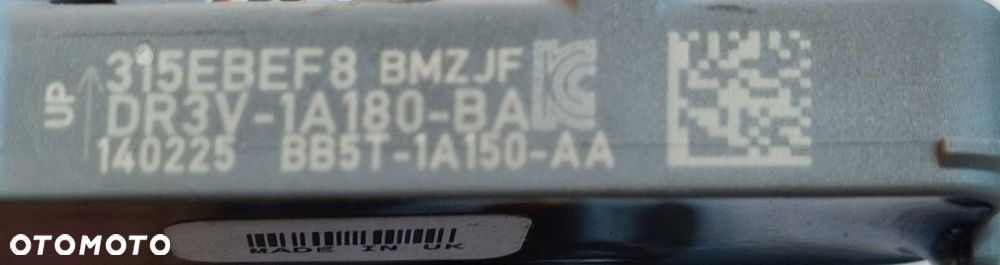 UP
315EBEF8 BMZJF
DR3V-1A180-BA
140225 BB5T-1A150-AA
MADE IN UK
OTOMOTO